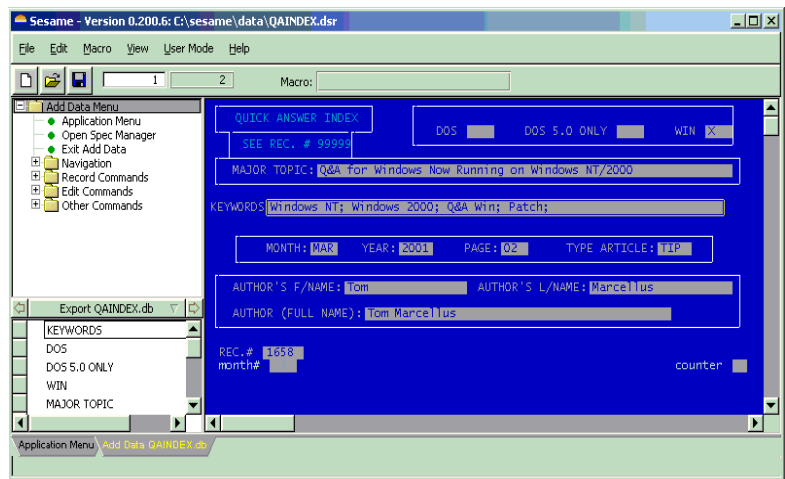 Sesame - Version 0.200.6: C:\sesame\data\QAINDEX.dsr
File Edit Macro View User Mode Help
1 2 Macro:
Add Data Menu
Application Menu
Open Spec Manager
Exit Add Data
Navigation
Record Commands
Edit Commands
Other Commands
Export QAINDEX.db
KEYWORDS
DOS
DOS 5.0 ONLY
WIN
MAJOR TOPIC
QUICK ANSWER INDEX
SEE REC. # 99999
DOS DOS 5.0 ONLY WIN X
MAJOR TOPIC: Q&A for Windows Now Running on Windows NT/2000
KEYWORDS Windows NT; Windows 2000; Q&A Win; Patch;
MONTH: MAR YEAR: 2001 PAGE: 02 TYPE ARTICLE: TIP
AUTHOR'S F/NAME: Tom AUTHOR'S L/NAME: Marcellus
AUTHOR (FULL NAME): Tom Marcellus
REC.# 1658
month# counter
Application Menu Add Data QAINDEX.db